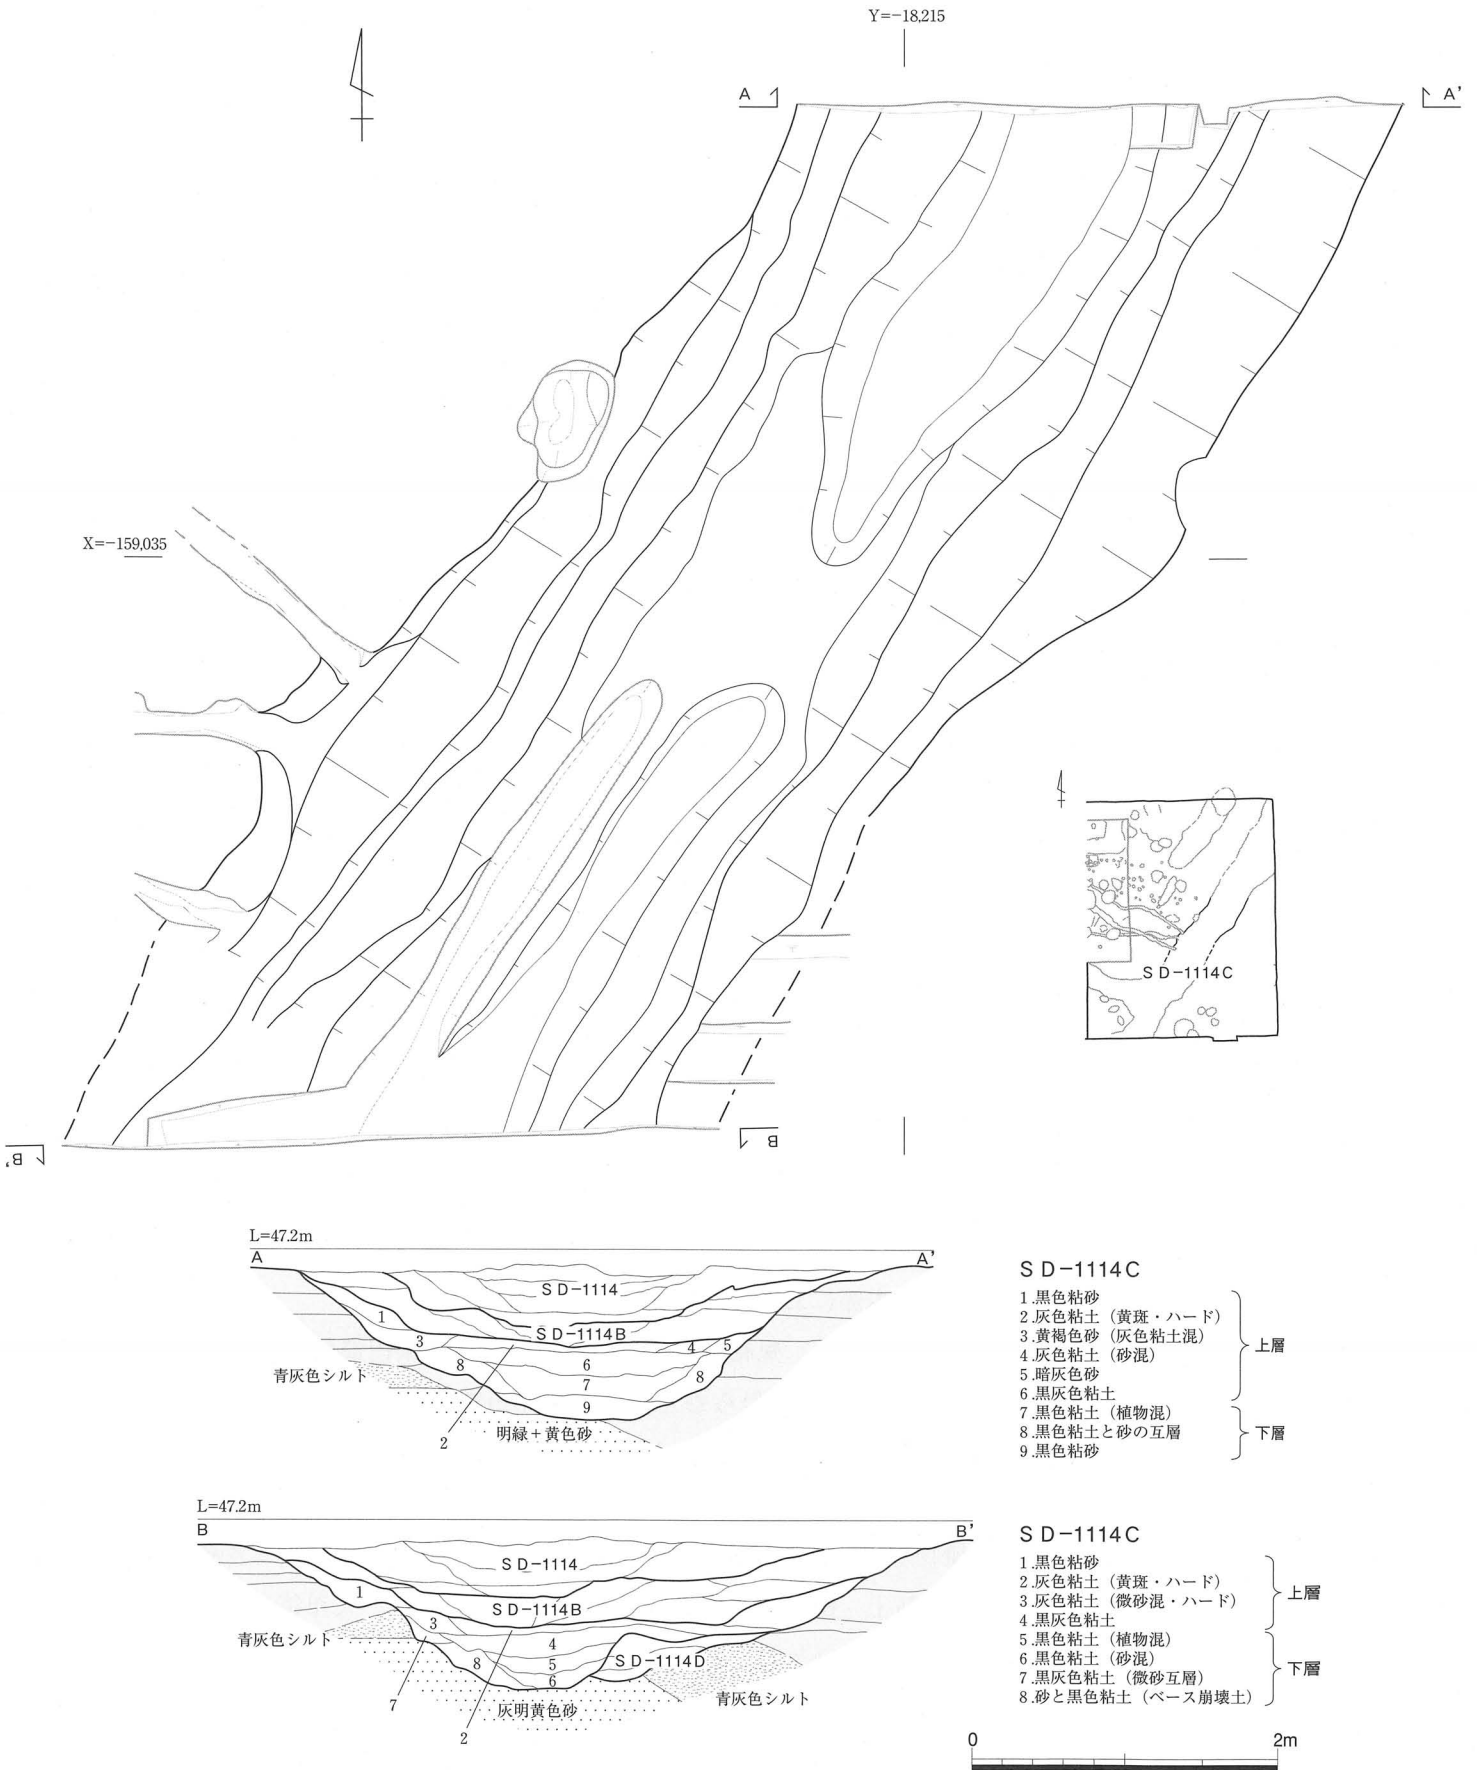 Y=-18,215
A
A'
X=-159,035
SD-1114C
B'
B
L=47.2m
A
A'
SD-1114
SD-1114B
1
3
8
2
6
7
9
4
5
8
青灰色シルト
明緑+黄色砂
SD-1114C
1.黒色粘砂
2.灰色粘土(黄斑・ハード)
3.黄褐色砂(灰色粘土混)
4.灰色粘土(砂混)
5.暗灰色砂
6.黒灰色粘土
上層
7.黒色粘土(植物混)
8.黒色粘土と砂の互層
9.黒色粘砂
下層
L=47.2m
B
B'
SD-1114
SD-1114B
1
3
4
5
6
8
7
2
SD-1114D
青灰色シルト
青灰色シルト
灰明黄色砂
SD-1114C
1.黒色粘砂
2.灰色粘土(黄斑・ハード)
3.灰色粘土(微砂混・ハード)
4.黒灰色粘土
上層
5.黒色粘土(植物混)
6.黒色粘土(砂混)
7.黒灰色粘土(微砂互層)
8.砂と黒色粘土(ベース崩壊土)
下層
0 2m